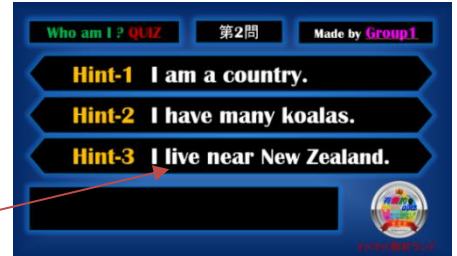 Who am I ? QUIZ
第2問
Made by Group1
Hint-1 I am a country.
Hint-2 I have many koalas.
Hint-3 I live near New Zealand.